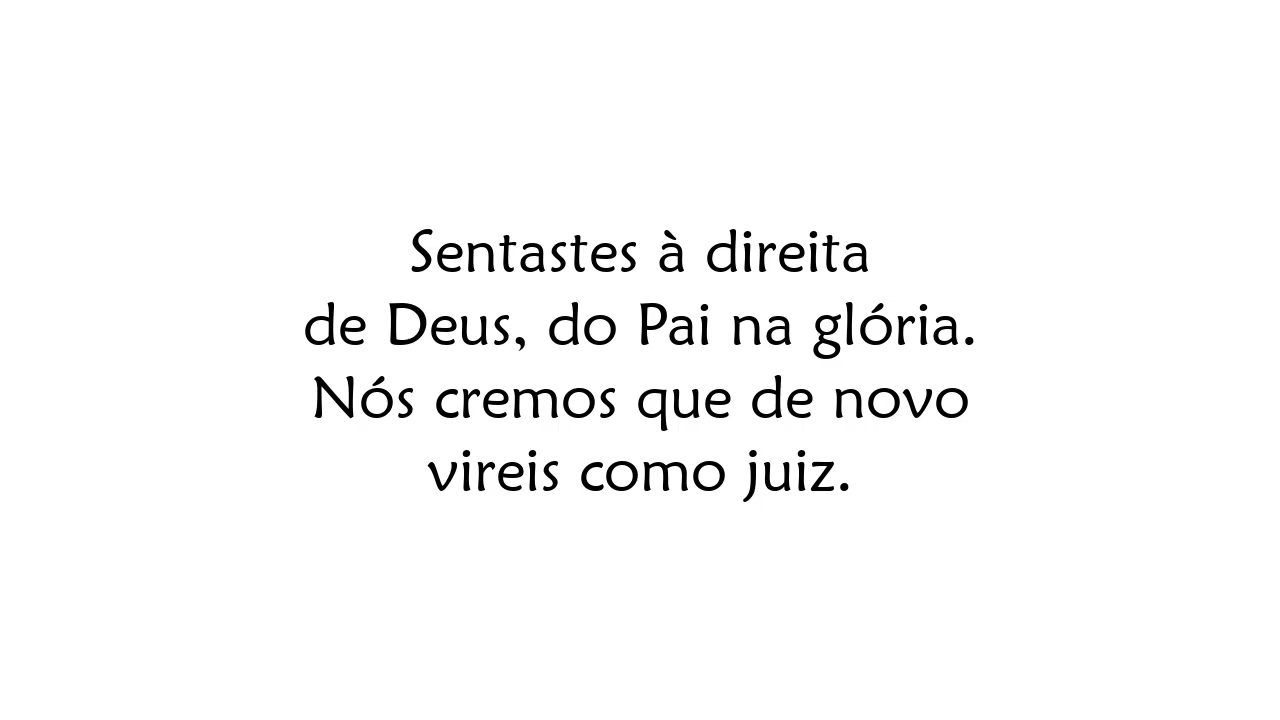 Sentastes à direita
de Deus, do Pai na glória.
Nós cremos que de novo
vireis como juiz.